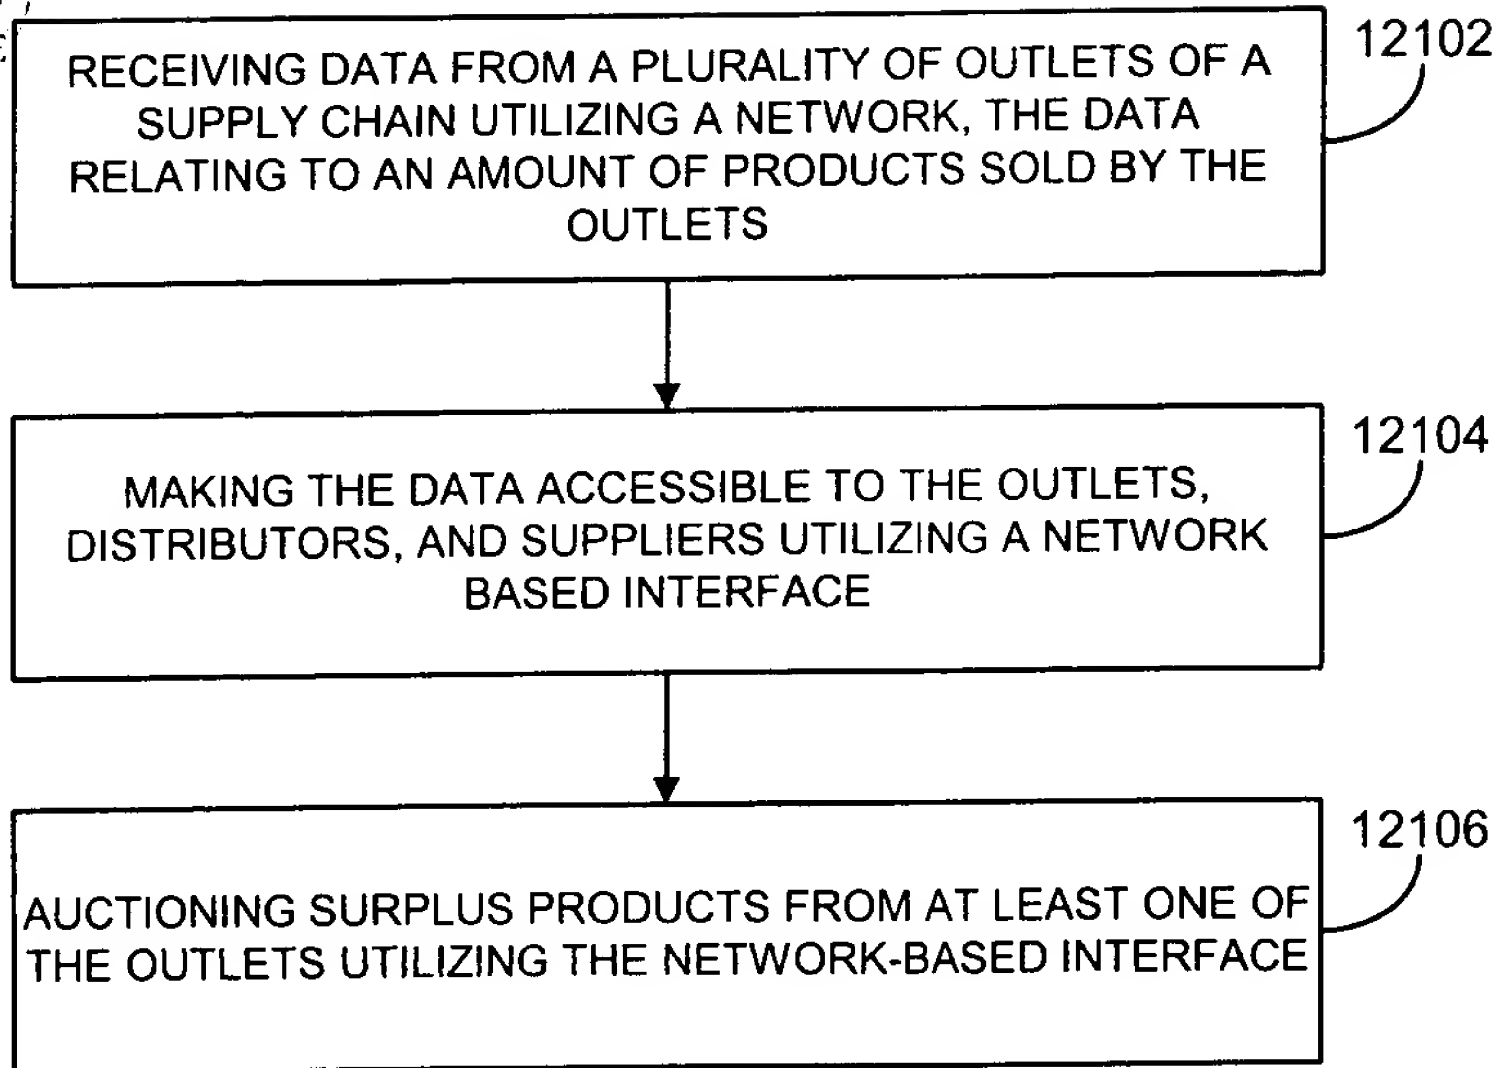 12102
RECEIVING DATA FROM A PLURALITY OF OUTLETS OF A
SUPPLY CHAIN UTILIZING A NETWORK, THE DATA
RELATING TO AN AMOUNT OF PRODUCTS SOLD BY THE
OUTLETS
12104
MAKING THE DATA ACCESSIBLE TO THE OUTLETS,
DISTRIBUTORS, AND SUPPLIERS UTILIZING A NETWORK
BASED INTERFACE
12106
AUCTIONING SURPLUS PRODUCTS FROM AT LEAST ONE OF
THE OUTLETS UTILIZING THE NETWORK-BASED INTERFACE